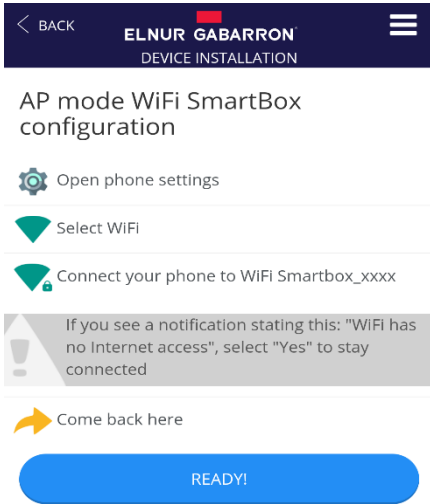 BACK
ELNUR GABARRON
DEVICE INSTALLATION
AP mode WiFi SmartBox
configuration
Open phone settings
Select WiFi
Connect your phone to WiFi Smartbox_xxxx
If you see a notification stating this: "WiFi has
no Internet access", select "Yes" to stay
connected
Come back here
READY!